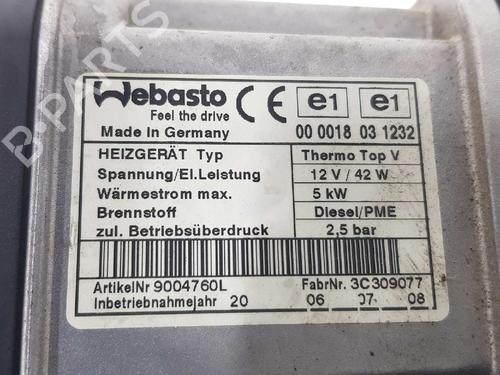 Webasto
Feel the drive
Made in Germany
CE
e1
e1
00 0018 03 1232
HEIZGERÄT Typ Thermo Top V
Spannung/El.Leistung 12 V / 42 W
Wärmestrom max. 5 kW
Brennstoff Diesel/PME
zul. Betriebsüberdruck 2,5 bar
ArtikelNr 9004760L FabrNr. 3C309077
Inbetriebnahmejahr 20 06 07 08
B-PARTS